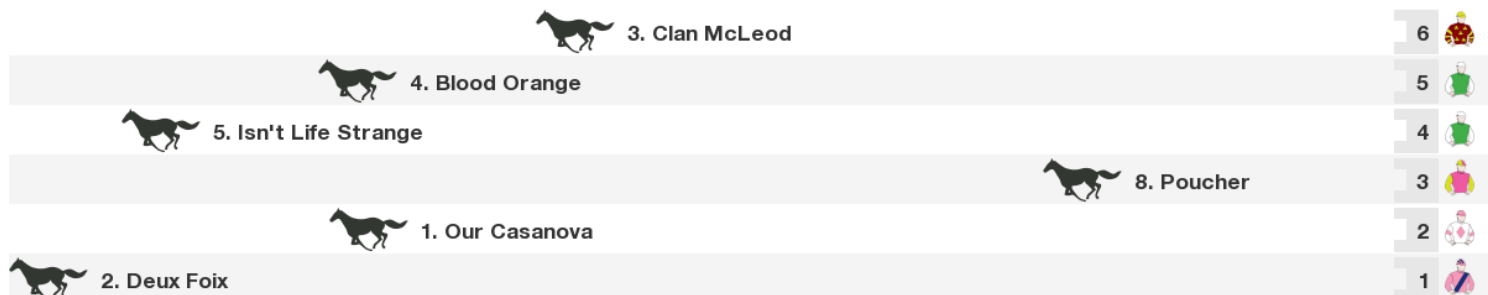 3. Clan McLeod 6
4. Blood Orange 5
5. Isn't Life Strange 4
8. Poucher 3
1. Our Casanova 2
2. Deux Foix 1